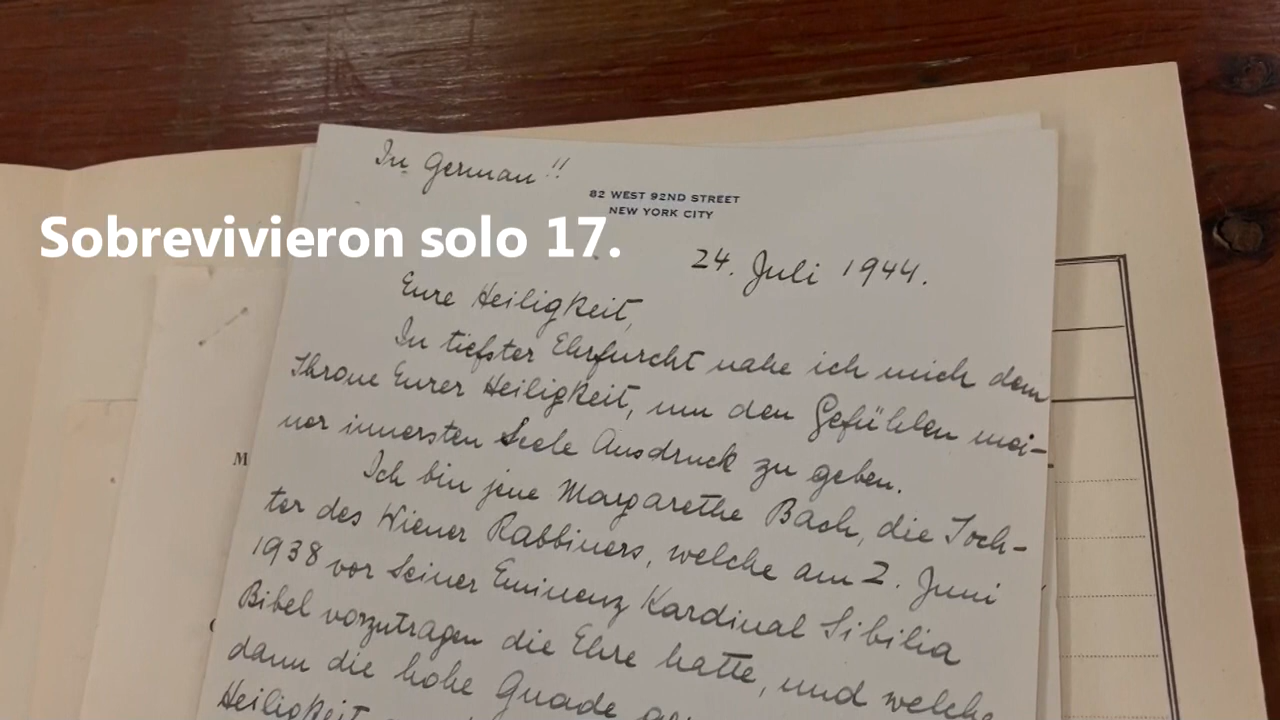 In German!!
82 WEST 92ND STREET
NEW YORK CITY
Sobrevivieron solo 17.
24. Juli 1944.
Eure Heiligkeit,
In tiefster Ehrfurcht nahe ich mich dem
Throne Eurer Heiligkeit, um den Gefühlen mei-
ner innersten Seele Ausdruck zu geben.
Ich bin jene Margarethe Bach, die Toch-
ter des Wiener Rabbiners, welche am 2. Juni
1938 vor Seiner Eminenz Kardinal Sibilia
Bibel vorzutragen die Ehre hatte, und welche
dann die hohe Gnade
Heiligkeit
M